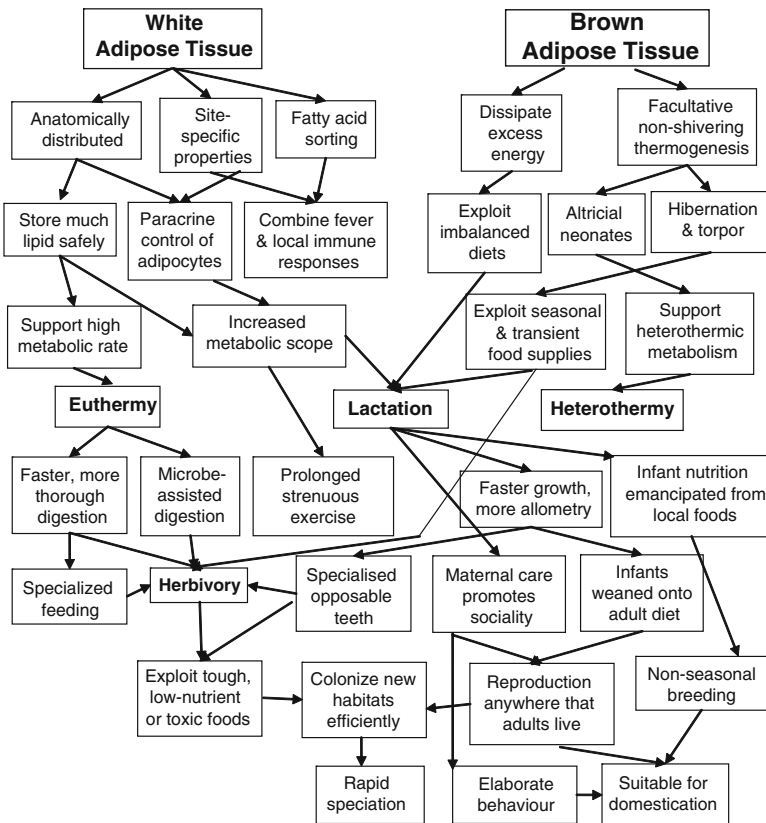 White
Adipose Tissue
Brown
Adipose Tissue
Anatomically
distributed
Site-
specific
properties
Fatty acid
sorting
Dissipate
excess
energy
Facultative
non-shivering
thermogenesis
Store much
lipid safely
Paracrine
control of
adipocytes
Combine fever
& local immune
responses
Exploit
imbalanced
diets
Altricial
neonates
Hibernation
& torpor
Support high
metabolic rate
Increased
metabolic scope
Exploit seasonal
& transient
food supplies
Support
heterothermic
metabolism
Euthermy
Lactation
Heterothermy
Faster, more
thorough
digestion
Microbe-
assisted
digestion
Prolonged
strenuous
exercise
Faster growth,
more allometry
Infant nutrition
emancipated from
local foods
Specialized
feeding
Herbivory
Specialised
opposable
teeth
Maternal care
promotes
sociality
Infants
weaned onto
adult diet
Exploit tough,
low-nutrient
or toxic foods
Colonize new
habitats
efficiently
Reproduction
anywhere that
adults live
Non-seasonal
breeding
Rapid
speciation
Elaborate
behaviour
Suitable for
domestication